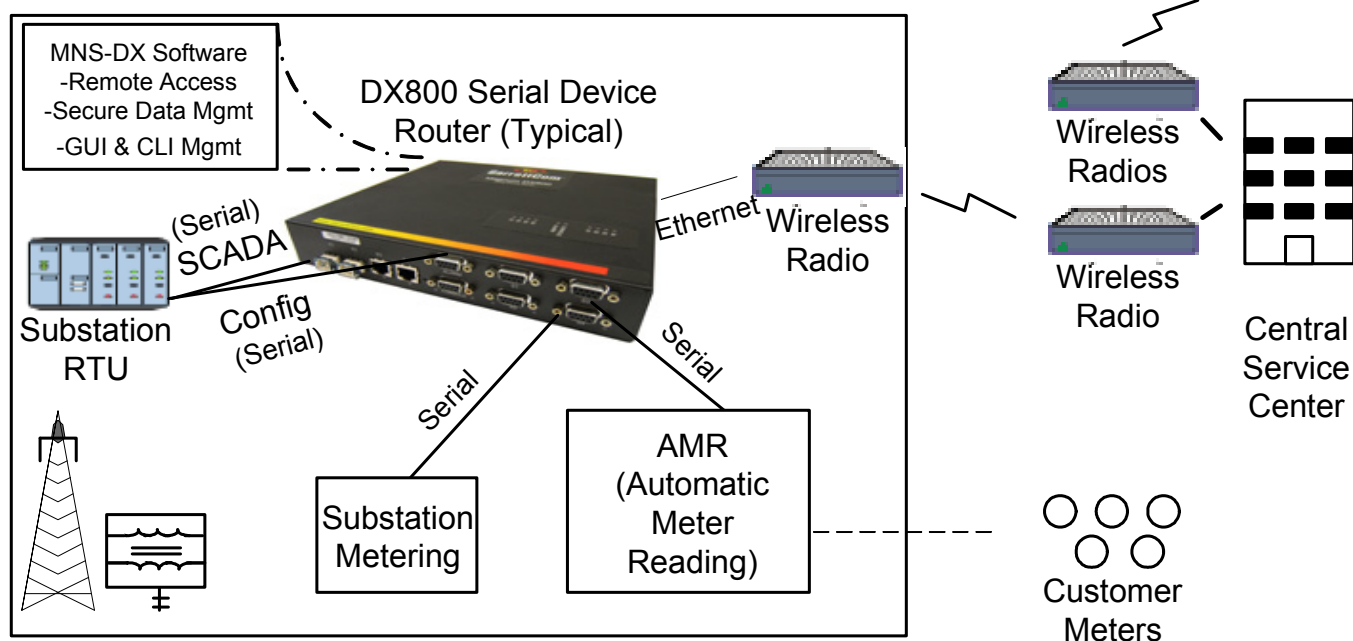 MNS-DX Software
-Remote Access
-Secure Data Mgmt
-GUI & CLI Mgmt
DX800 Serial Device
Router (Typical)
GarrettCom
(Serial)
SCADA
Config
(Serial)
Substation
RTU
Ethernet
Wireless
Radio
Wireless
Radios
Wireless
Radio
Central
Service
Center
Serial
Serial
Substation
Metering
AMR
(Automatic
Meter
Reading)
Customer
Meters